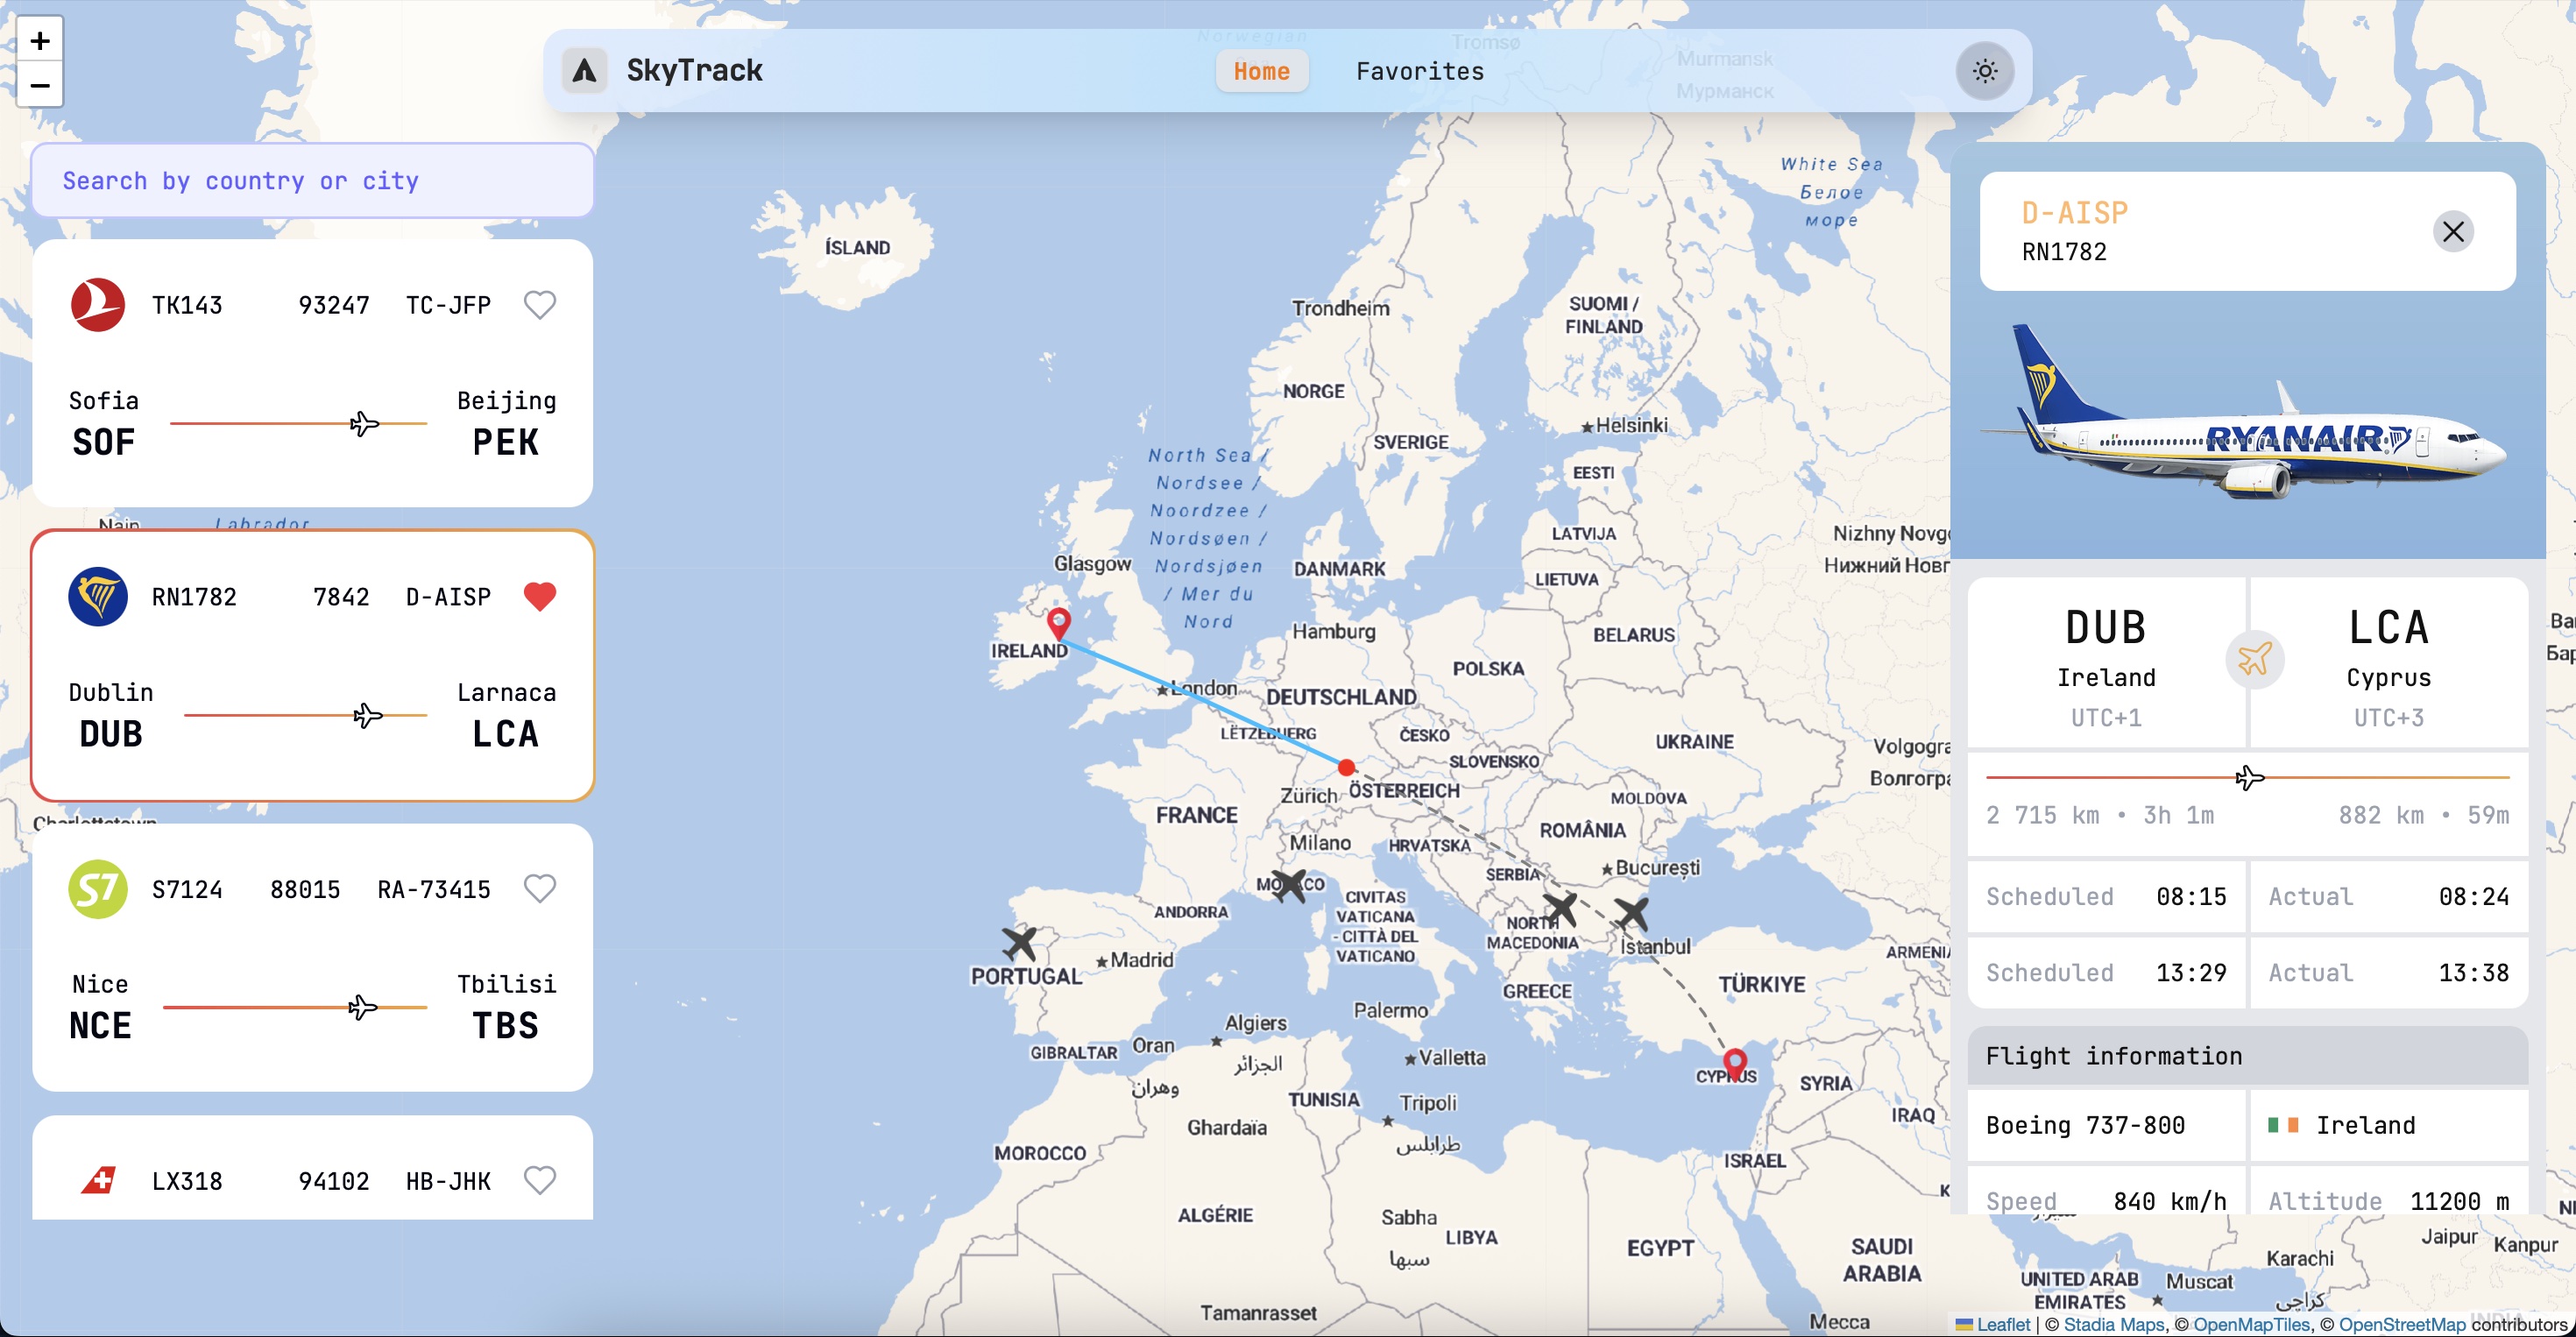 +
−
SkyTrack
Home
Favorites
Search by country or city
TK143 93247 TC-JFP
Sofia Beijing
SOF PEK
RN1782 7842 D-AISP
Dublin Larnaca
DUB LCA
S7
S7124 88015 RA-73415
Nice Tbilisi
NCE TBS
LX318 94102 HB-JHK
Nain
Labrador
Charlottetown
Norwegian
Tromsø
Murmansk
Мурманск
White Sea
Белое
море
ÍSLAND
Trondheim
SUOMI /
FINLAND
NORGE
Helsinki
SVERIGE
North Sea /
Nordsee /
Noordzee /
Nordsøen /
Nordsjøen
/ Mer du
Nord
EESTI
LATVIJA
Nizhny Novg
Нижний Новг
Glasgow
DANMARK
LIETUVA
IRELAND
Hamburg
BELARUS
London
DEUTSCHLAND
POLSKA
LËTZEBUERG
ČESKO
UKRAINE
SLOVENSKO
Volgogra
Волгогра
Zürich
ÖSTERREICH
MOLDOVA
FRANCE
ROMÂNIA
Milano
HRVATSKA
SERBIA
București
MONACO
ANDORRA
CIVITAS
VATICANA
- CITTÀ DEL
VATICANO
NORTH
MACEDONIA
İstanbul
ARMENIA
PORTUGAL
Madrid
GREECE
TÜRKIYE
Palermo
Algiers
الجزائر
GIBRALTAR
Oran
وهران
Valletta
CYPRUS
SYRIA
TUNISIA
Tripoli
طرابلس
IRAQ
Ghardaïa
MOROCCO
ISRAEL
ALGÉRIE
Sabha
سبها
LIBYA
EGYPT
SAUDI
ARABIA
Tamanrasset
Mecca
UNITED ARAB
EMIRATES
Muscat
Karachi
كراچي
Jaipur
Kanpur
D-AISP
RN1782
RYANAIR
DUB LCA
Ireland Cyprus
UTC+1 UTC+3
2 715 km • 3h 1m 882 km • 59m
Scheduled 08:15 Actual 08:24
Scheduled 13:29 Actual 13:38
Flight information
Boeing 737-800 Ireland
Speed 840 km/h Altitude 11200 m
Leaflet | © Stadia Maps, © OpenMapTiles, © OpenStreetMap contributors